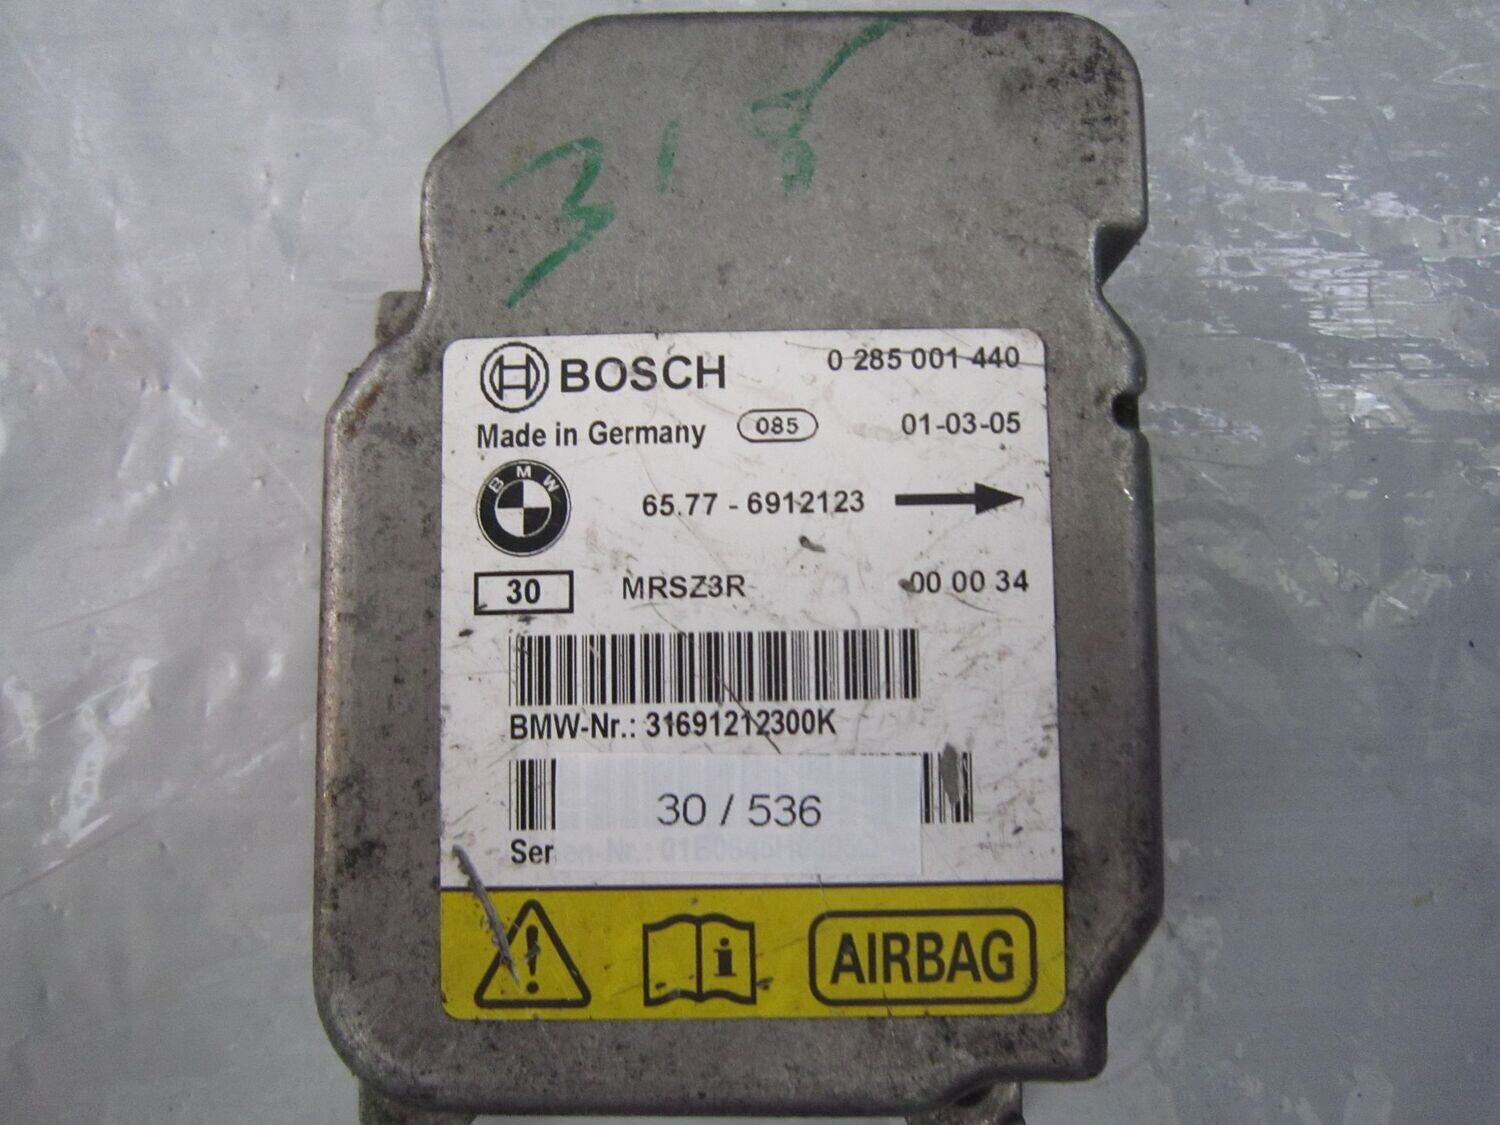 318
BOSCH 0 285 001 440
Made in Germany 085 01-03-05
BMW
65.77 - 6912123
30 MRSZ3R 00 00 34
BMW-Nr.: 31691212300K
30 / 536
Ser
AIRBAG